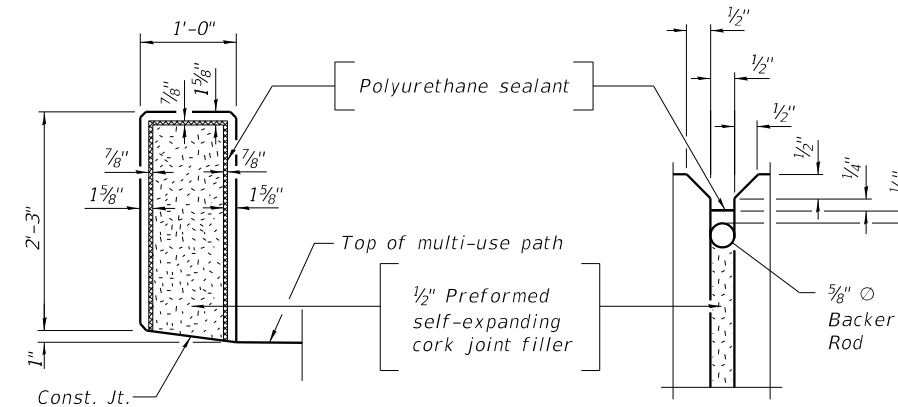 1'-0"
1/2"
1/2"
1/2"
1/2"
1/4"
7/8"
1 5/8"
Polyurethane sealant
7/8"
7/8"
1 5/8"
1 5/8"
2'-3"
1"
Top of multi-use path
1/2" Preformed
self-expanding
cork joint filler
5/8" ∅
Backer
Rod
Const. Jt.